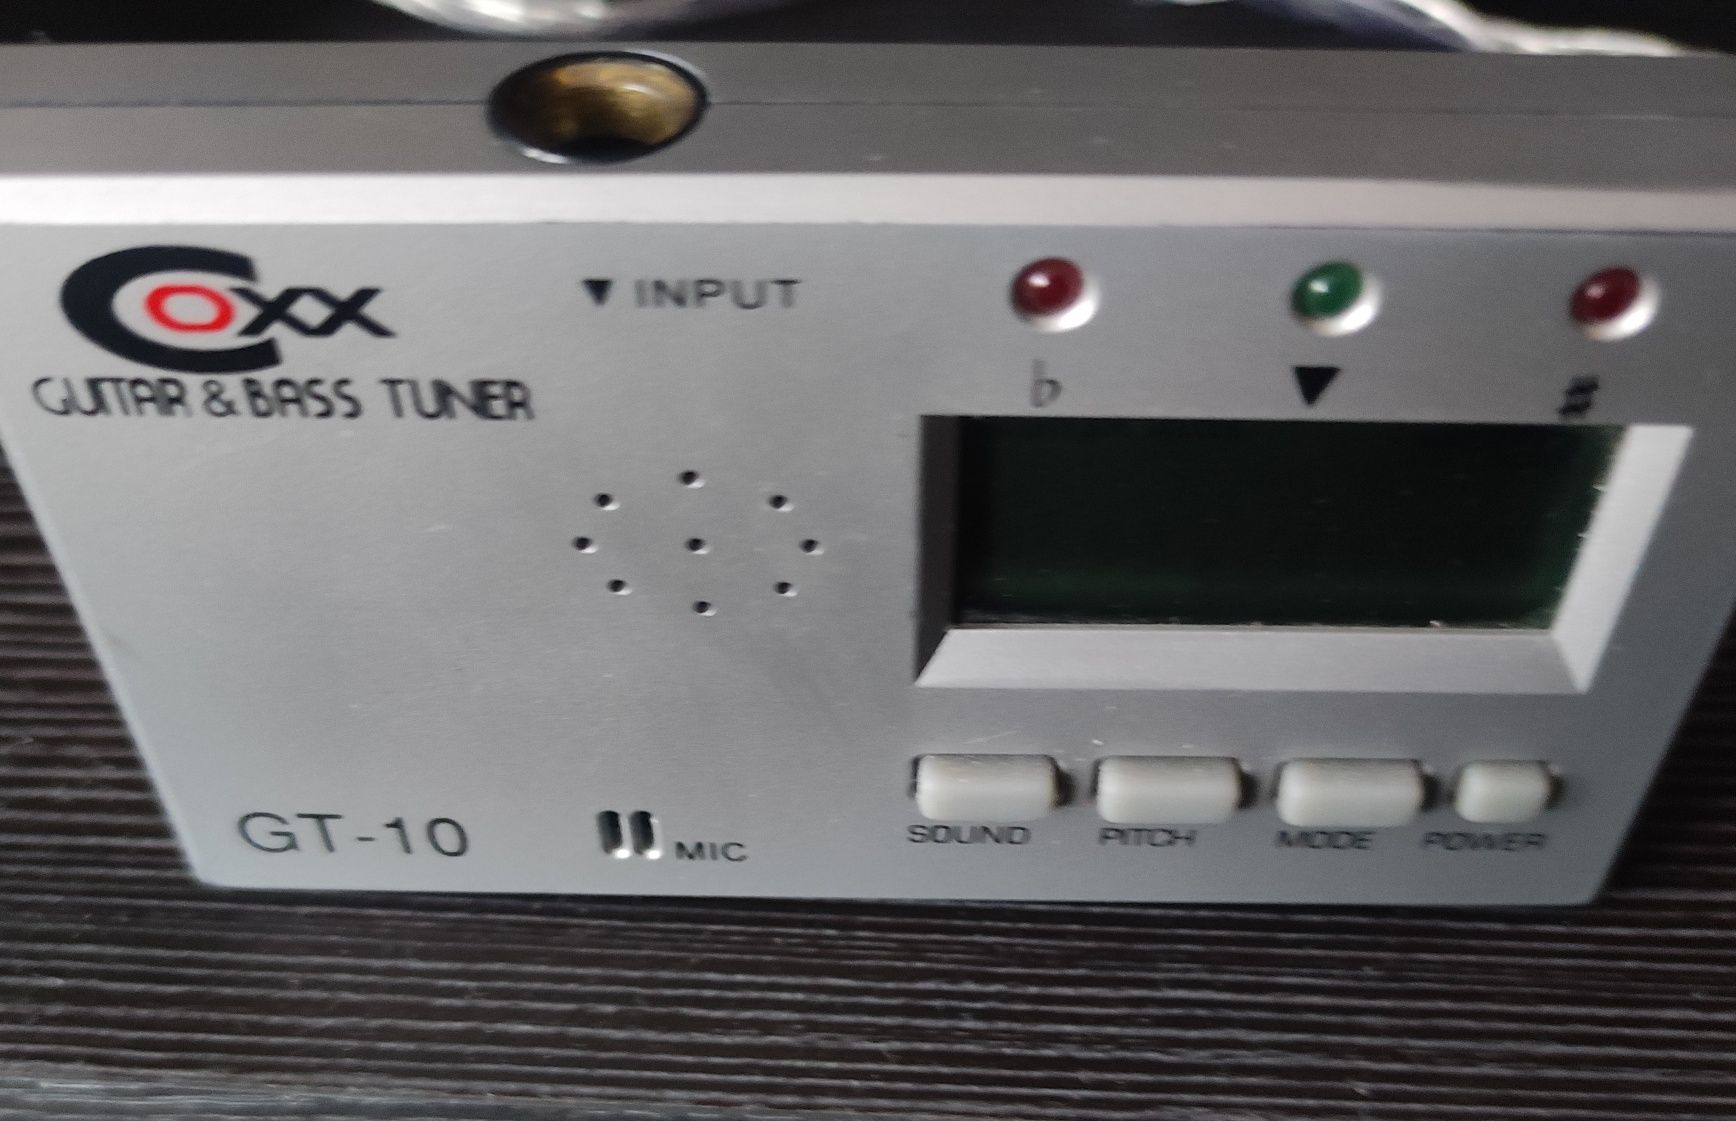 Coxx
GUITAR & BASS TUNER
▼ INPUT
♭ ▼ #
GT-10
MIC
SOUND PITCH MODE POWER